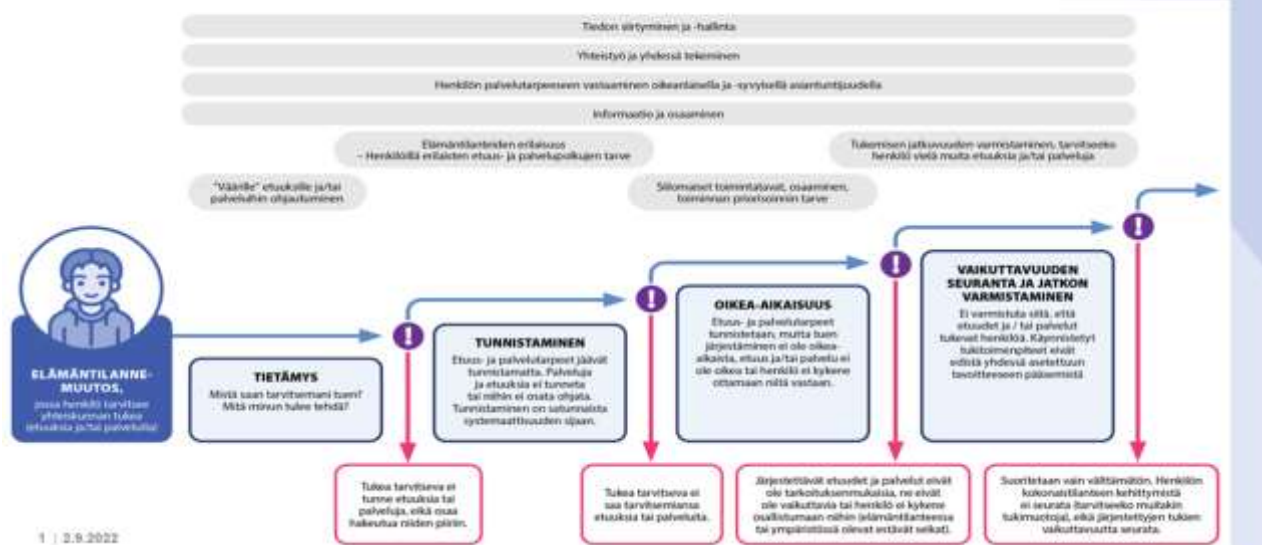 Tiedon siirtyminen ja -hallinta
Yhteistyö ja yhdessä tekeminen
Henkilön palvelutarpeeseen vastaaminen oikeanlaisella ja -syvyisellä asiantuntijuudella
Informaatio ja osaaminen
Elämäntilanteiden erilaisuus
– Henkilöillä erilaisten etuus- ja palvelupolkujen tarve
Tukemisen jatkuvuuden varmistaminen, tarvitseeko
henkilö vielä muita etuuksia ja/tai palveluja
"Väärille" etuuksille ja/tai
palveluihin ohjautuminen
Siilomaiset toimintatavat, osaaminen,
toiminnan priorisoinnin tarve
ELÄMÄNTILANNE-
MUUTOS,
jossa henkilö tarvitsee
yhteiskunnan tukea
(etuuksia ja/tai palveluita)
TIETÄMYS
Mistä saan tarvitsemani tuen?
Mitä minun tulee tehdä?
TUNNISTAMINEN
Etuus- ja palvelutarpeet jäävät
tunnistamatta. Palveluja
ja etuuksia ei tunneta
tai niihin ei osata ohjata.
Tunnistaminen on satunnaista
systemaattisuuden sijaan.
OIKEA-AIKAISUUS
Etuus- ja palvelutarpeet
tunnistetaan, mutta tuen
järjestäminen ei ole oikea-
aikaista, etuus ja/tai palvelu ei
ole oikea tai henkilö ei kykene
ottamaan niitä vastaan.
VAIKUTTAVUUDEN
SEURANTA JA JATKON
VARMISTAMINEN
Ei varmistuta siitä, että
etuudet ja / tai palvelut
tukevat henkilöä. Käynnistetyt
tukitoimenpiteet eivät
edistä yhdessä asetettuun
tavoitteeseen pääsemistä
Tukea tarvitseva ei
tunne etuuksia tai
palveluja, eikä osaa
hakeutua niiden piiriin.
Tukea tarvitseva ei
saa tarvitsemiansa
etuuksia tai palveluita.
Järjestettävät etuudet ja palvelut eivät
ole tarkoituksenmukaisia, ne eivät
ole vaikuttavia tai henkilö ei kykene
osallistumaan niihin (elämäntilanteessa
tai ympäristössä olevat estävät seikat).
Suoritetaan vain välttämätön. Henkilön
kokonaistilanteen kehittymistä
ei seurata (tarvitseeko muitakin
tukimuotoja), eikä järjestettyjen tukien
vaikuttavuutta seurata.
1 | 2.9.2022